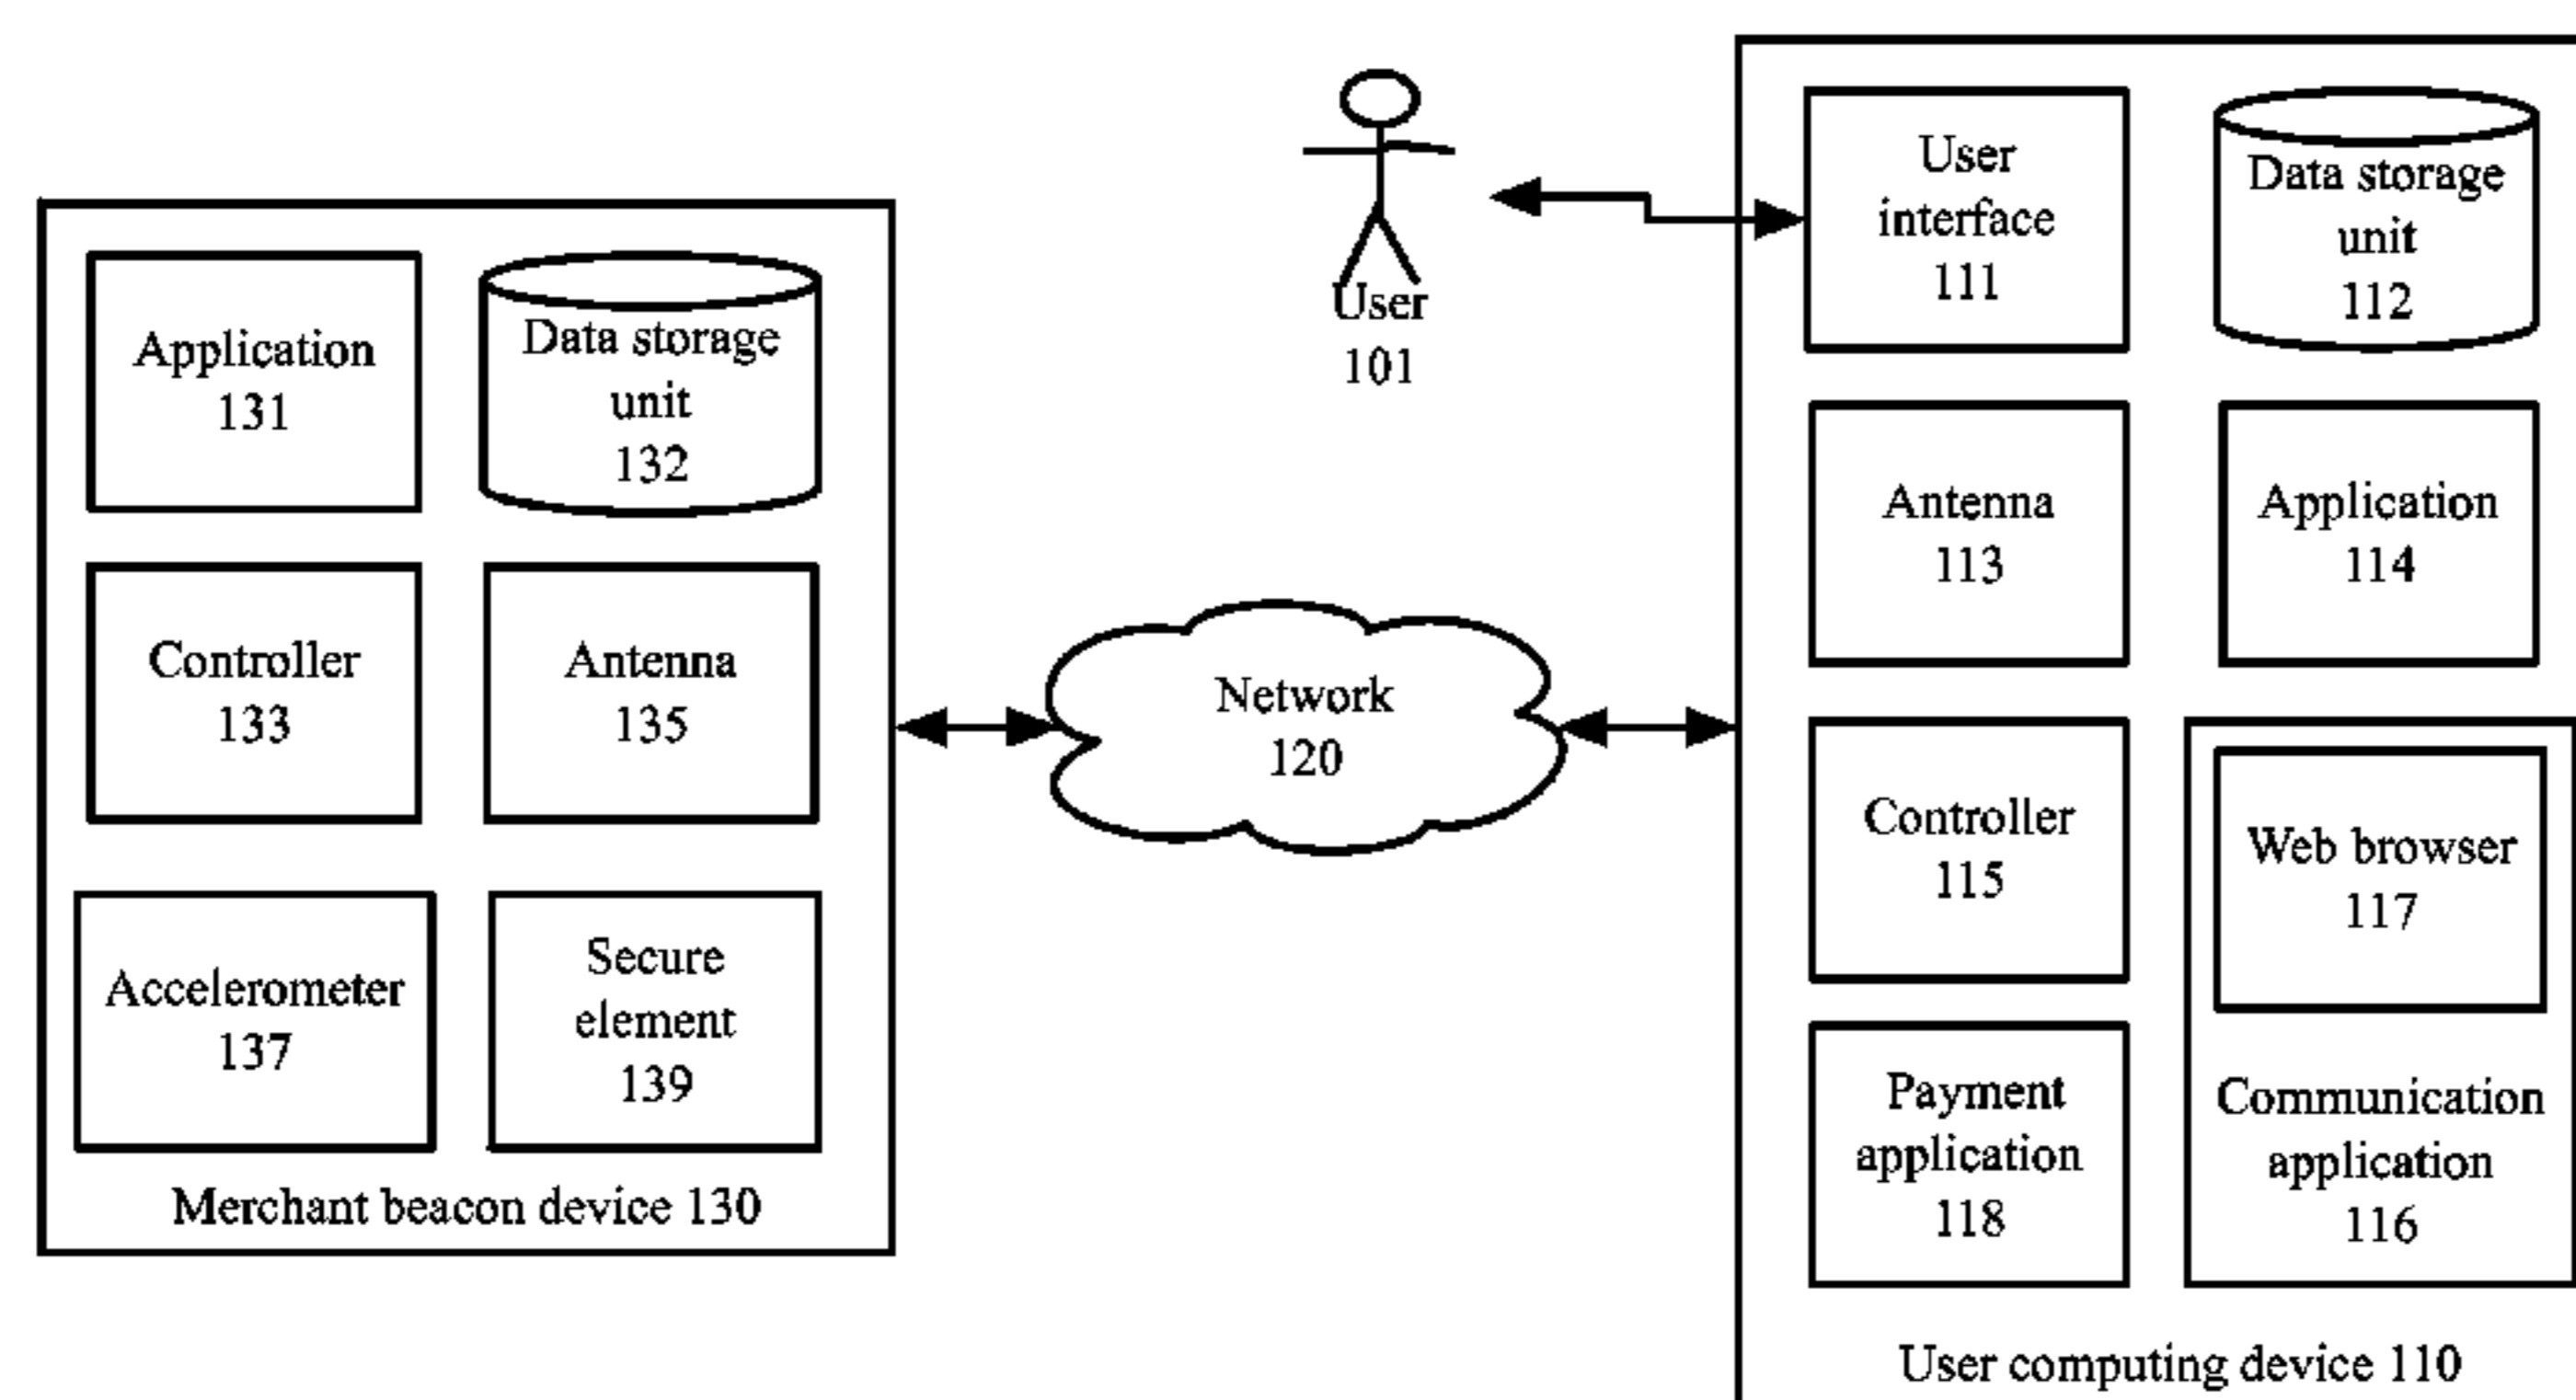 Application
131
Data storage
unit
132
Controller
133
Antenna
135
Accelerometer
137
Secure
element
139
Merchant beacon device 130
User
101
Network
120
User
interface
111
Data storage
unit
112
Antenna
113
Application
114
Controller
115
Web browser
117
Payment
application
118
Communication
application
116
User computing device 110